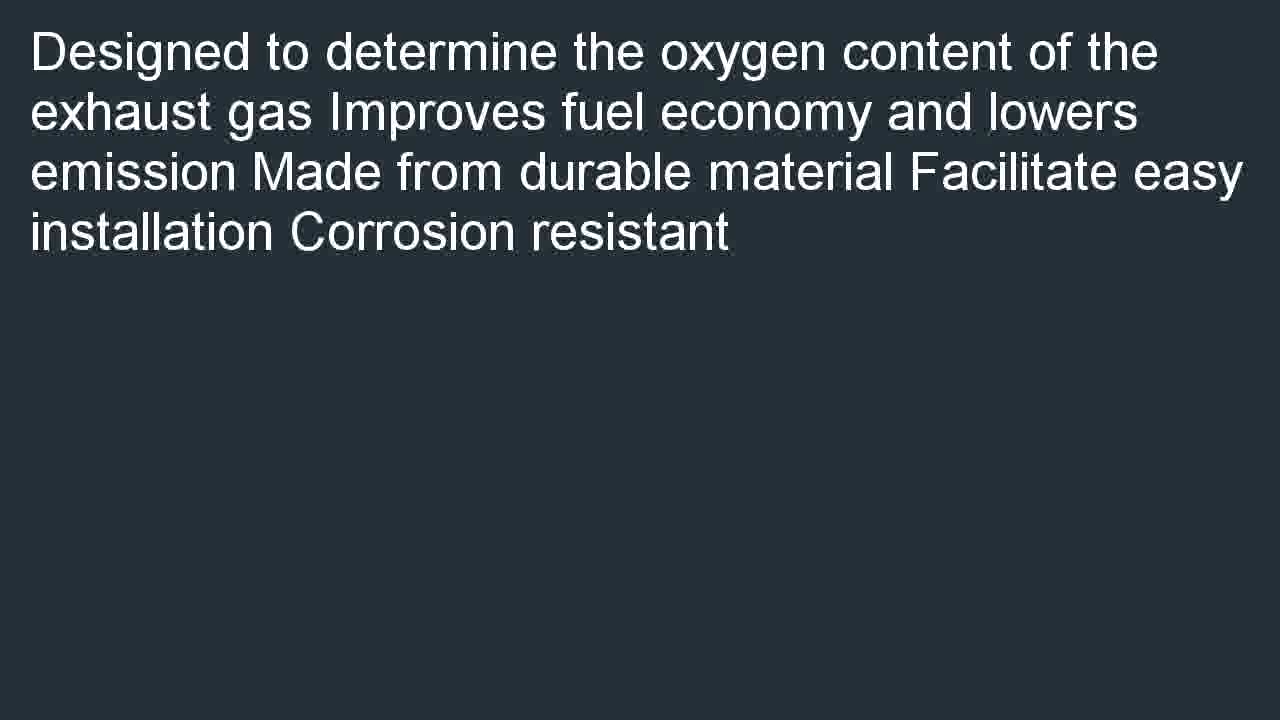 Designed to determine the oxygen content of the
exhaust gas Improves fuel economy and lowers
emission Made from durable material Facilitate easy
installation Corrosion resistant